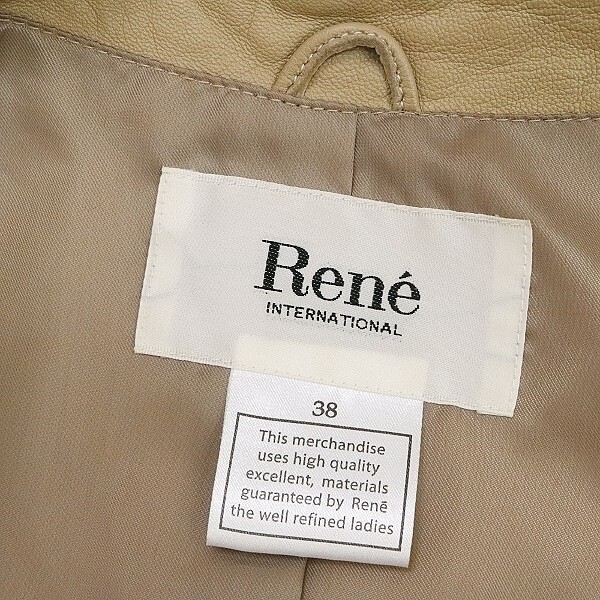 René
INTERNATIONAL
38
This merchandise
uses high quality
excellent, materials
guaranteed by Renē
the well refined ladies